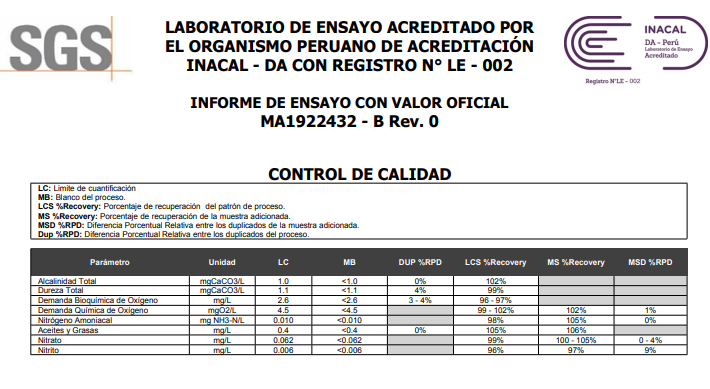 SGS
LABORATORIO DE ENSAYO ACREDITADO POR
EL ORGANISMO PERUANO DE ACREDITACIÓN
INACAL - DA CON REGISTRO N° LE - 002
INACAL
DA - Perú
Laboratorio de Ensayo
Acreditado
Registro N°LE - 002
INFORME DE ENSAYO CON VALOR OFICIAL
MA1922432 - B Rev. 0
CONTROL DE CALIDAD
LC: Limite de cuantificación
MB: Blanco del proceso.
LCS %Recovery: Porcentaje de recuperación del patrón de proceso.
MS %Recovery: Porcentaje de recuperación de la muestra adicionada.
MSD %RPD: Diferencia Porcentual Relativa entre los duplicados de la muestra adicionada.
Dup %RPD: Diferencia Porcentual Relativa entre los duplicados del proceso.
Parámetro Unidad LC MB DUP %RPD LCS %Recovery MS %Recovery MSD %RPD
Alcalinidad Total mgCaCO3/L 1.0 <1.0 0% 102%
Dureza Total mgCaCO3/L 1.1 <1.1 4% 99%
Demanda Bioquímica de Oxígeno mg/L 2.6 <2.6 3 - 4% 96 - 97%
Demanda Química de Oxígeno mgO2/L 4.5 <4.5 99 - 102% 102% 1%
Nitrógeno Amoniacal mg NH3-N/L 0.010 <0.010 98% 105% 0%
Aceites y Grasas mg/L 0.4 <0.4 0% 105% 106%
Nitrato mg/L 0.062 <0.062 99% 100 - 105% 0 - 4%
Nitrito mg/L 0.006 <0.006 96% 97% 9%